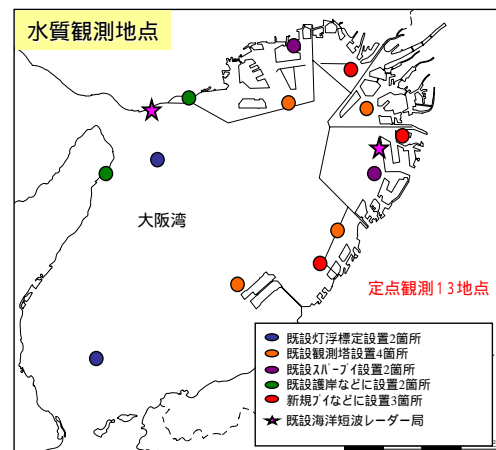 水質観測地点
大阪湾
定点観測13地点
既設灯浮標定設置2箇所
既設観測塔設置4箇所
既設スパーブイ設置2箇所
既設護岸などに設置2箇所
新規ブイなどに設置3箇所
既設海洋短波レーダー局